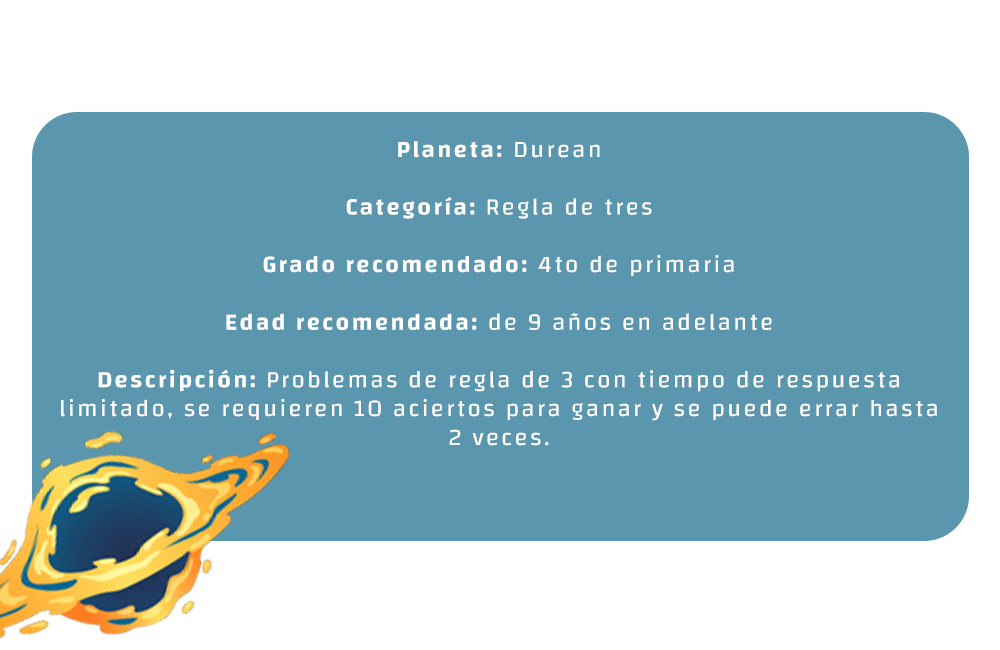 Planeta: Durean
Categoría: Regla de tres
Grado recomendado: 4to de primaria
Edad recomendada: de 9 años en adelante
Descripción: Problemas de regla de 3 con tiempo de respuesta
limitado, se requieren 10 aciertos para ganar y se puede errar hasta
2 veces.